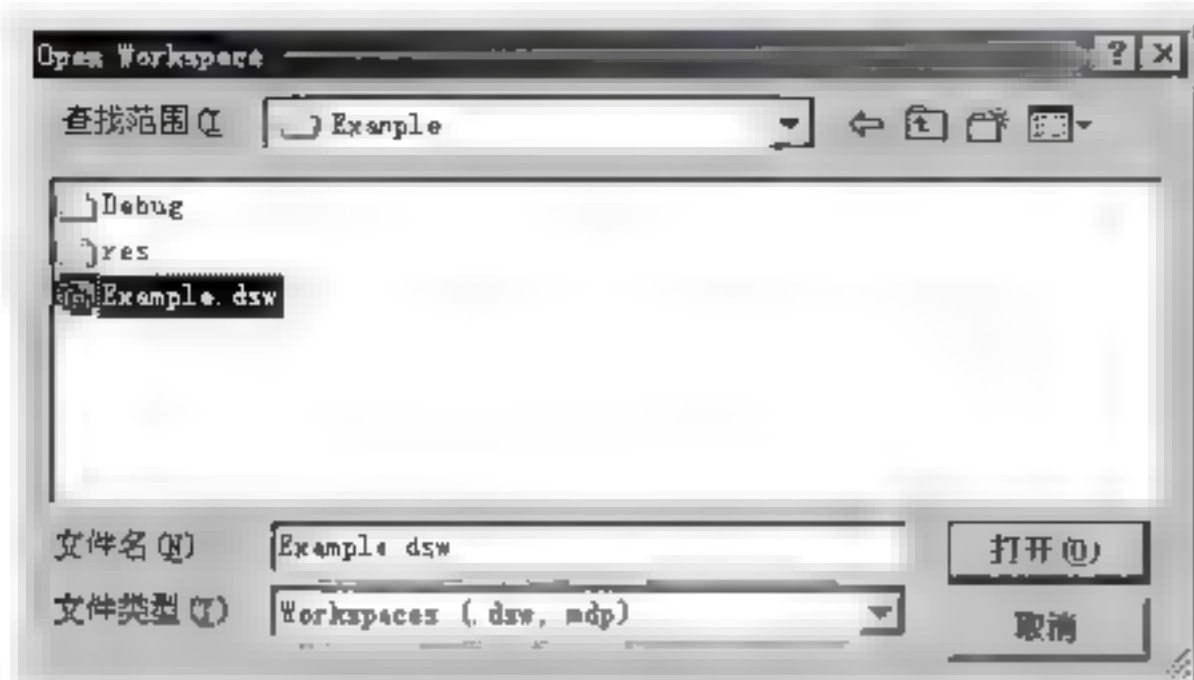 Open Workspace
查找范围(I
Example
Debug
res
Example.dsw
文件名(N)
Example dsw
打开(O)
文件类型(T)
Workspaces (.dsw, mdp)
取消